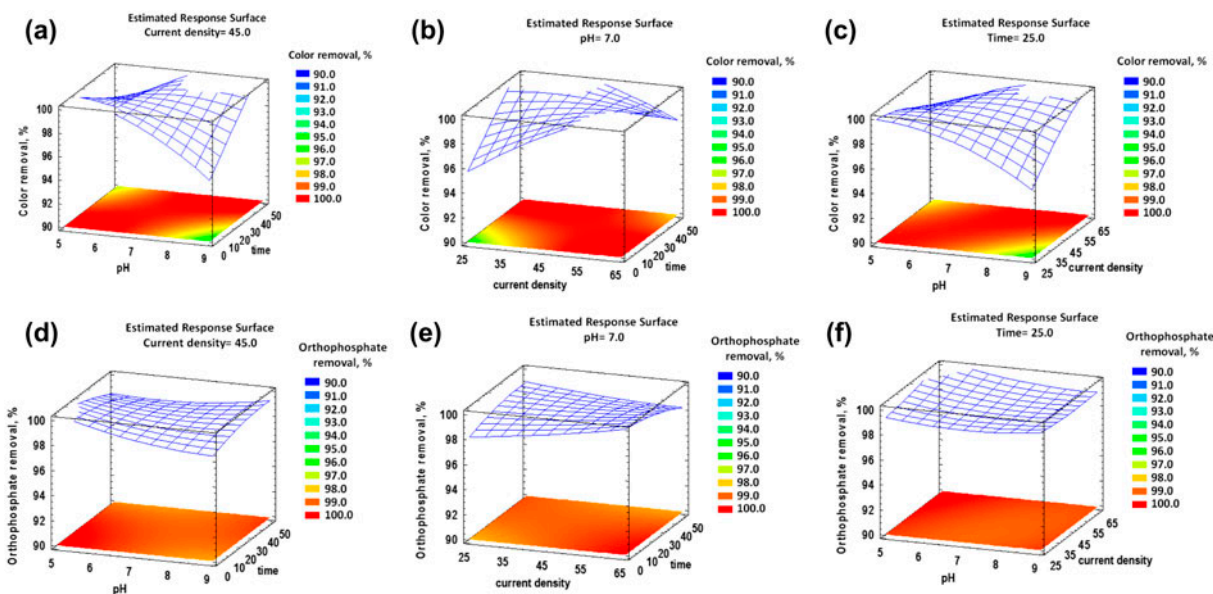 (a)
Estimated Response Surface
Current density= 45.0
Color removal, %
90.0
91.0
92.0
93.0
94.0
95.0
96.0
97.0
98.0
99.0
100.0
Color removal, %
100
98
96
94
92
90
5 6 7 8 9
pH
0 10 20 30 40 50
time
(b)
Estimated Response Surface
pH= 7.0
Color removal, %
90.0
91.0
92.0
93.0
94.0
95.0
96.0
97.0
98.0
99.0
100.0
Color removal, %
100
98
96
94
92
90
25 35 45 55 65
current density
0 10 20 30 40 50
time
(c)
Estimated Response Surface
Time= 25.0
Color removal, %
90.0
91.0
92.0
93.0
94.0
95.0
96.0
97.0
98.0
99.0
100.0
Color removal, %
100
98
96
94
92
90
5 6 7 8 9
pH
25 35 45 55 65
current density
(d)
Estimated Response Surface
Current density= 45.0
Orthophosphate
removal, %
90.0
91.0
92.0
93.0
94.0
95.0
96.0
97.0
98.0
99.0
100.0
Orthophosphate removal, %
100
98
96
94
92
90
5 6 7 8 9
pH
0 10 20 30 40 50
time
(e)
Estimated Response Surface
pH= 7.0
Orthophosphate
removal, %
90.0
91.0
92.0
93.0
94.0
95.0
96.0
97.0
98.0
99.0
100.0
Orthophosphate removal, %
100
98
96
94
92
90
25 35 45 55 65
current density
0 10 20 30 40 50
time
(f)
Estimated Response Surface
Time= 25.0
Orthophosphate
removal, %
90.0
91.0
92.0
93.0
94.0
95.0
96.0
97.0
98.0
99.0
100.0
Orthophosphate removal, %
100
98
96
94
92
90
5 6 7 8 9
pH
25 35 45 55 65
current density